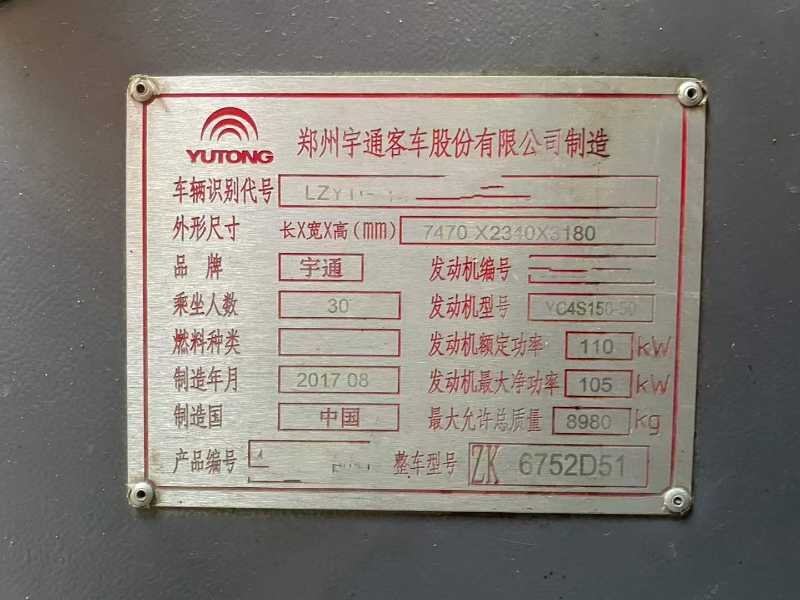 YUTONG 郑州宇通客车股份有限公司制造
车辆识别代号 LZY
外形尺寸 长X宽X高(mm) 7470 X2340X3180
品牌 宇通 发动机编号
乘坐人数 30 发动机型号 YC4S150-50
燃料种类 发动机额定功率 110 kW
制造年月 2017 08 发动机最大净功率 105 kW
制造国 中国 最大允许总质量 8980 kg
产品编号 整车型号 ZK 6752D51